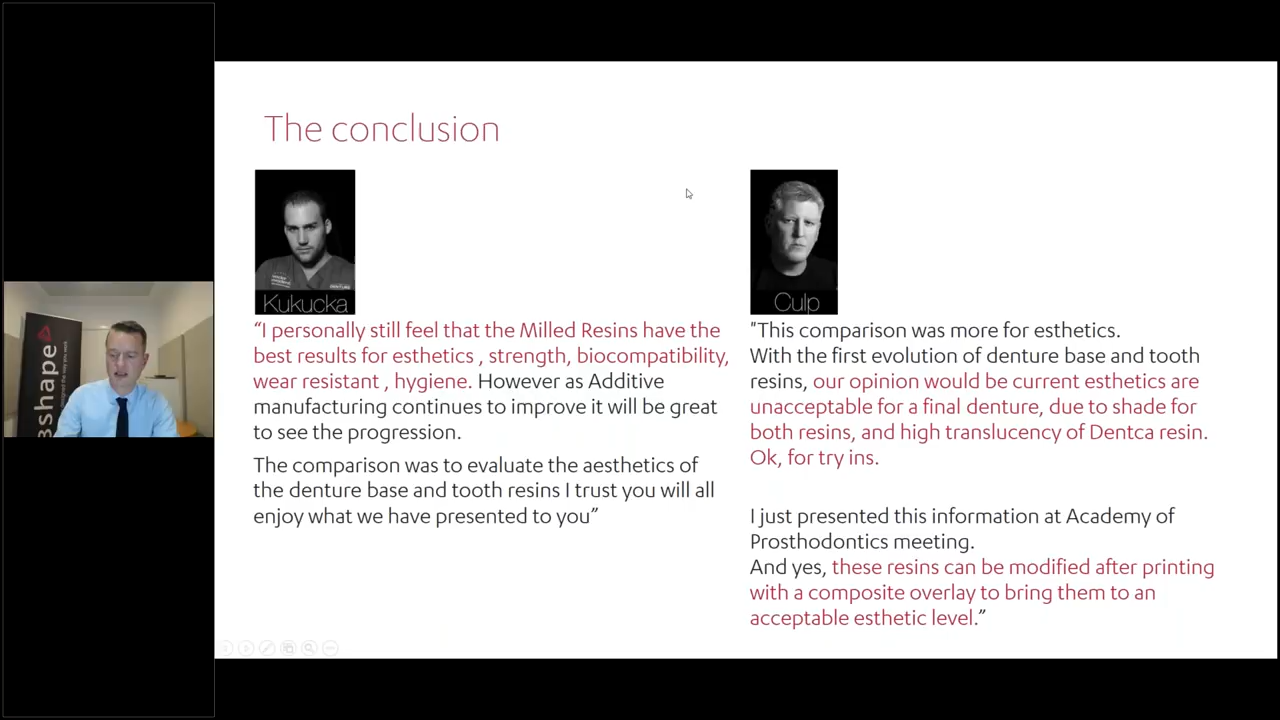 The conclusion
Kukucka
“I personally still feel that the Milled Resins have the
best results for esthetics , strength, biocompatibility,
wear resistant , hygiene. However as Additive
manufacturing continues to improve it will be great
to see the progression.
The comparison was to evaluate the aesthetics of
the denture base and tooth resins I trust you will all
enjoy what we have presented to you”
Culp
"This comparison was more for esthetics.
With the first evolution of denture base and tooth
resins, our opinion would be current esthetics are
unacceptable for a final denture, due to shade for
both resins, and high translucency of Dentca resin.
Ok, for try ins.
I just presented this information at Academy of
Prosthodontics meeting.
And yes, these resins can be modified after printing
with a composite overlay to bring them to an
acceptable esthetic level.”
3shape